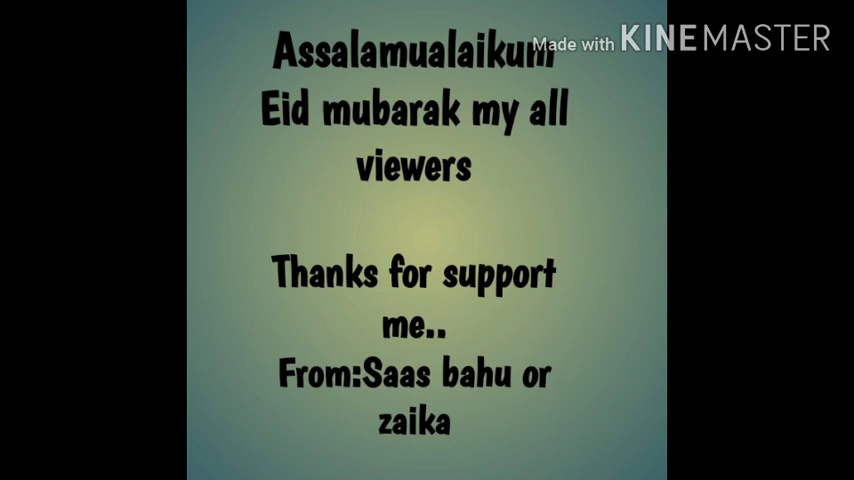 Assalamualaikum
Made with KINEMASTER
Eid mubarak my all
viewers
Thanks for support
me..
From:Saas bahu or
zaika